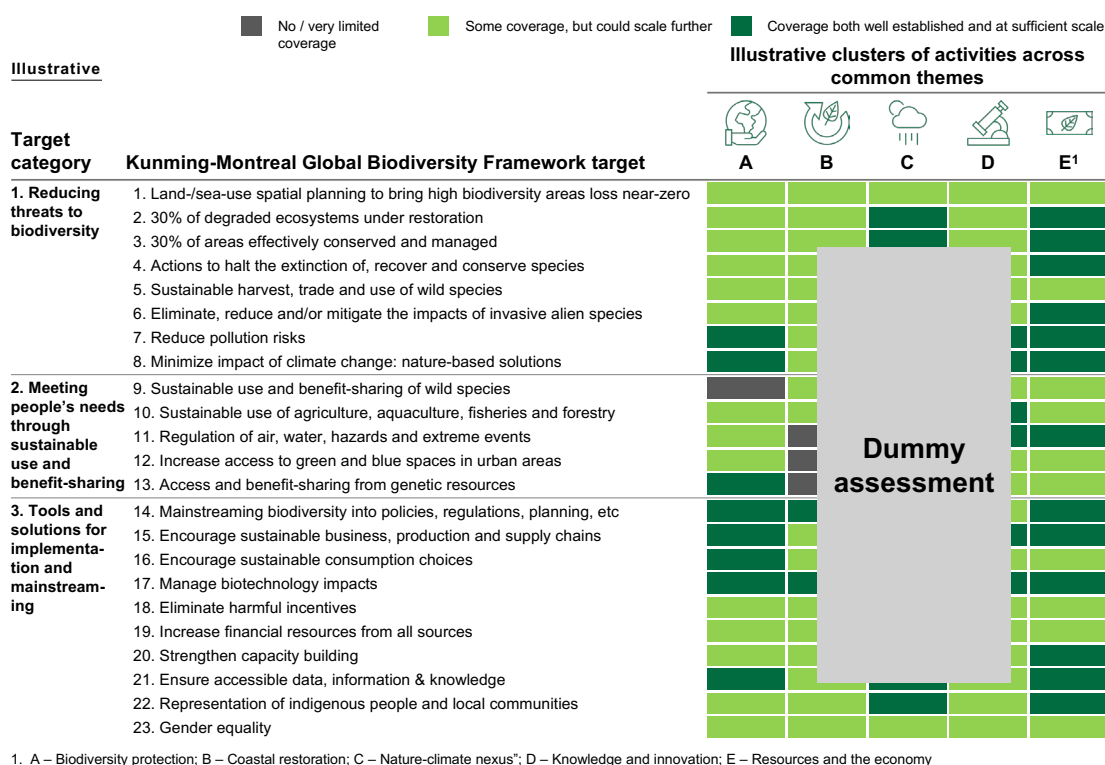 No / very limited
coverage
Some coverage, but could scale further
Coverage both well established and at sufficient scale
Illustrative
Illustrative clusters of activities across
common themes
Target
category
Kunming-Montreal Global Biodiversity Framework target
A
B
C
D
E1
1. Reducing
threats to
biodiversity
1. Land-/sea-use spatial planning to bring high biodiversity areas loss near-zero
2. 30% of degraded ecosystems under restoration
3. 30% of areas effectively conserved and managed
4. Actions to halt the extinction of, recover and conserve species
5. Sustainable harvest, trade and use of wild species
6. Eliminate, reduce and/or mitigate the impacts of invasive alien species
7. Reduce pollution risks
8. Minimize impact of climate change: nature-based solutions
2. Meeting
people's needs
through
sustainable
use and
benefit-sharing
9. Sustainable use and benefit-sharing of wild species
10. Sustainable use of agriculture, aquaculture, fisheries and forestry
11. Regulation of air, water, hazards and extreme events
12. Increase access to green and blue spaces in urban areas
13. Access and benefit-sharing from genetic resources
Dummy
assessment
3. Tools and
solutions for
implementa-
tion and
mainstream-
ing
14. Mainstreaming biodiversity into policies, regulations, planning, etc
15. Encourage sustainable business, production and supply chains
16. Encourage sustainable consumption choices
17. Manage biotechnology impacts
18. Eliminate harmful incentives
19. Increase financial resources from all sources
20. Strengthen capacity building
21. Ensure accessible data, information & knowledge
22. Representation of indigenous people and local communities
23. Gender equality
1. A – Biodiversity protection; B – Coastal restoration; C – Nature-climate nexus"; D – Knowledge and innovation; E – Resources and the economy